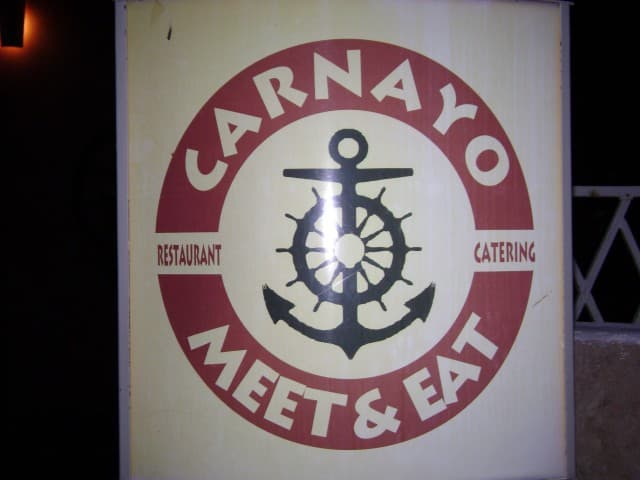 CARNAYO
RESTAURANT
CATERING
MEET & EAT